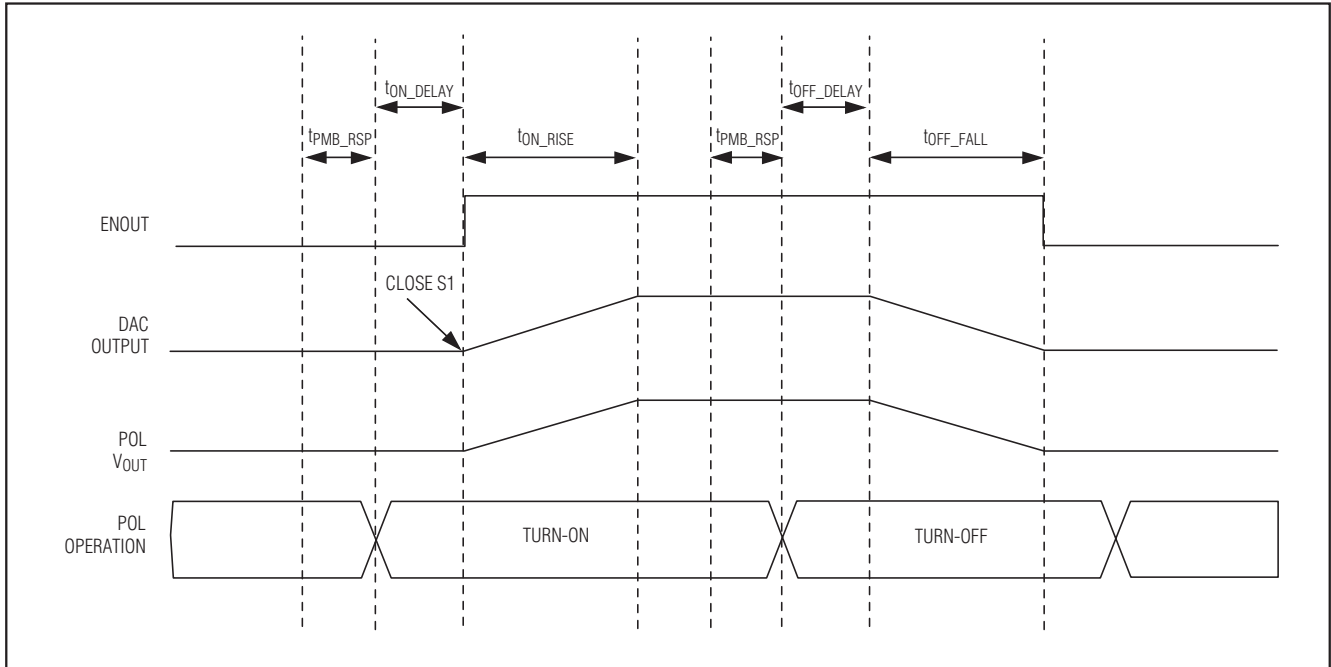 tON_DELAY
tOFF_DELAY
tPMB_RSP
tON_RISE
tPMB_RSP
tOFF_FALL
ENOUT
CLOSE S1
DAC
OUTPUT
POL
VOUT
POL
OPERATION
TURN-ON
TURN-OFF